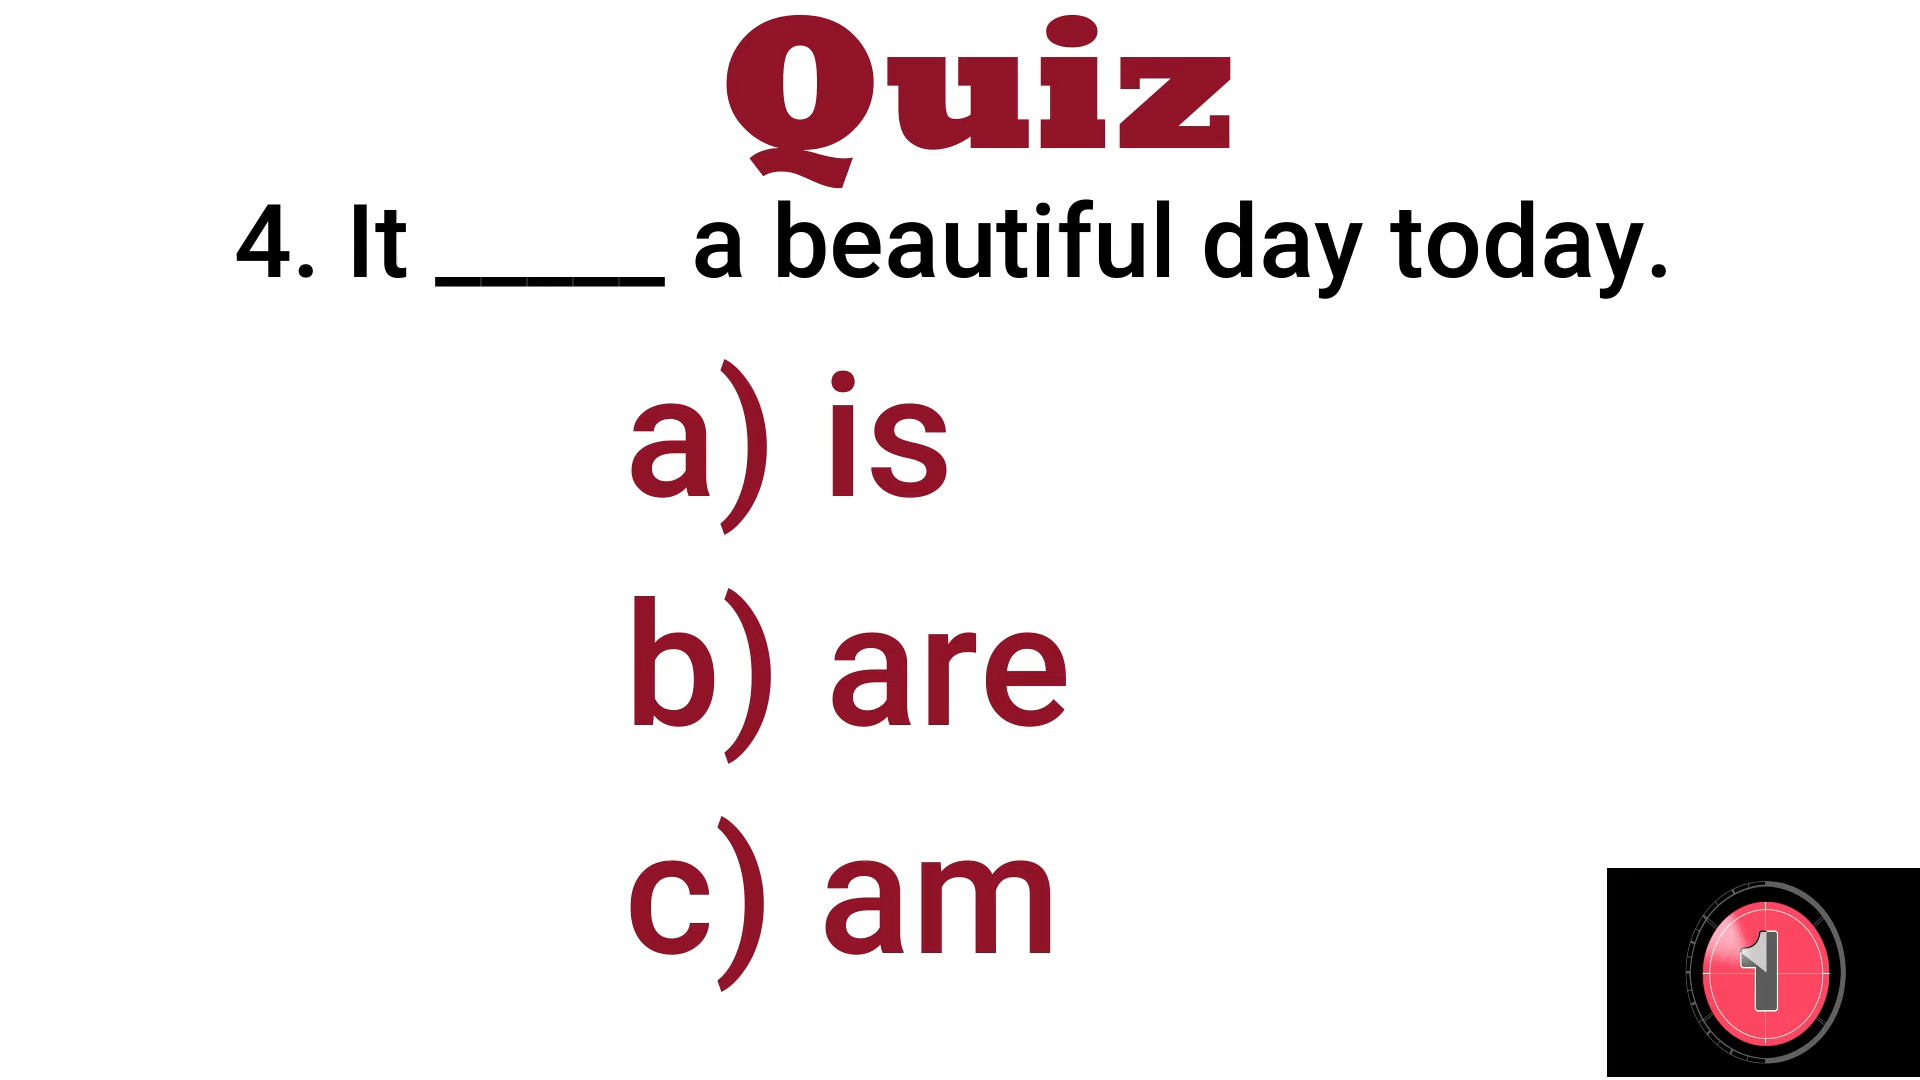 Quiz
4. It _____ a beautiful day today.
a) is
b) are
c) am
1